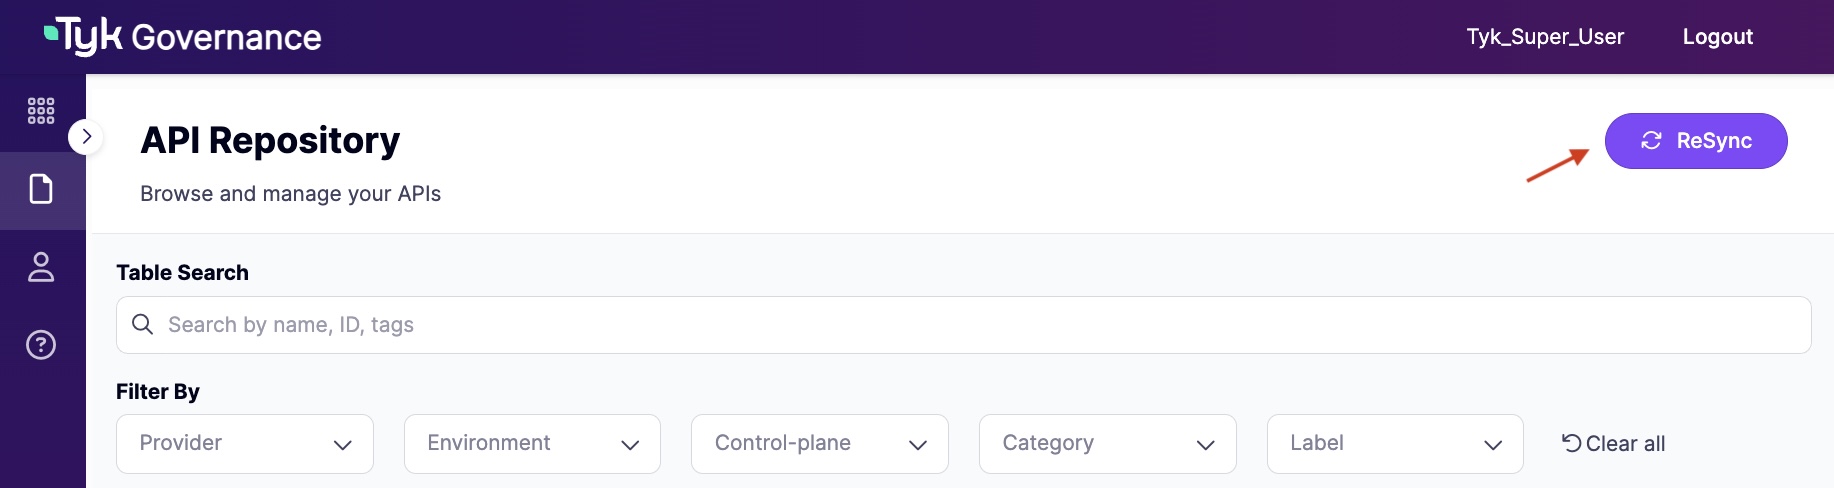 Tyk Governance
Tyk_Super_User
Logout
API Repository
ReSync
Browse and manage your APIs
Table Search
Search by name, ID, tags
Filter By
Provider
Environment
Control-plane
Category
Label
Clear all